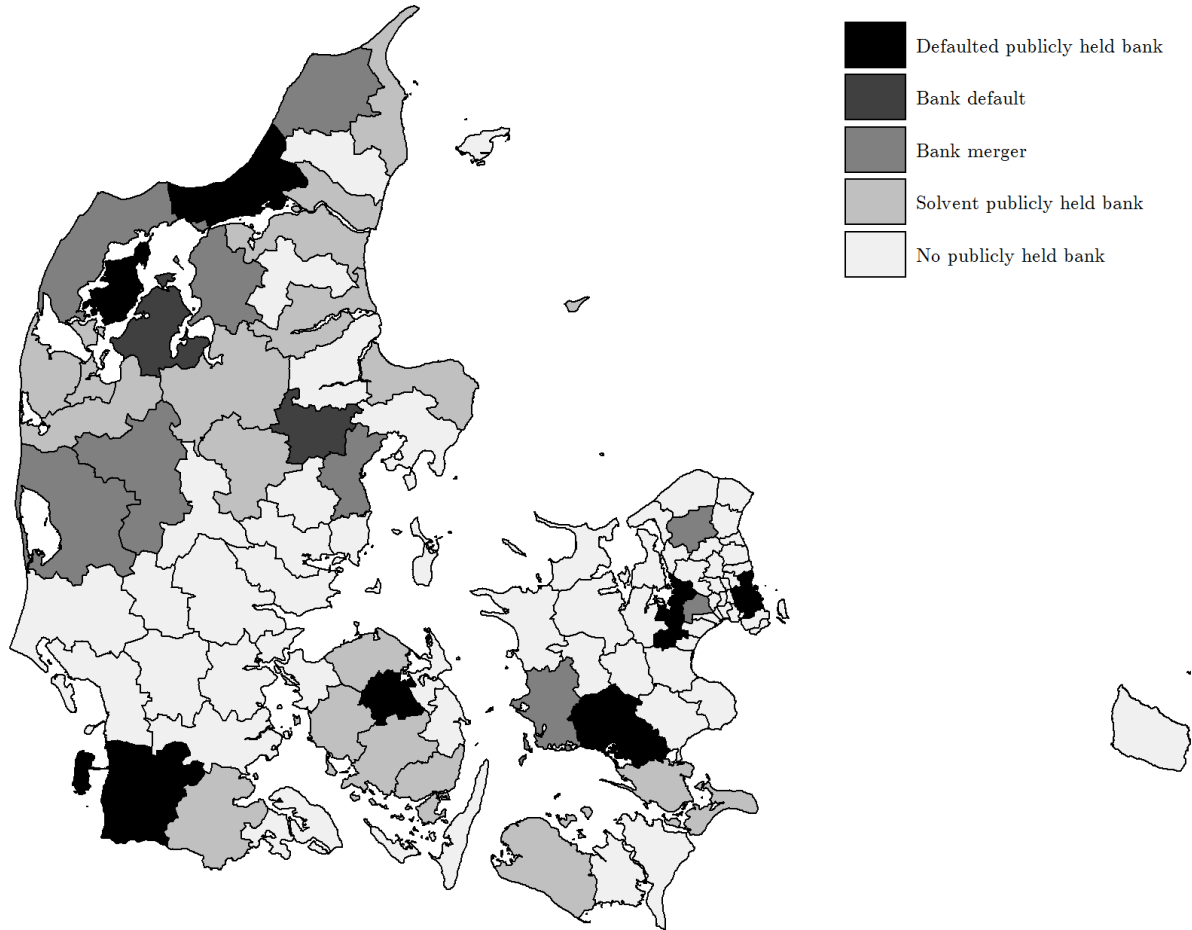 Defaulted publicly held bank
Bank default
Bank merger
Solvent publicly held bank
No publicly held bank